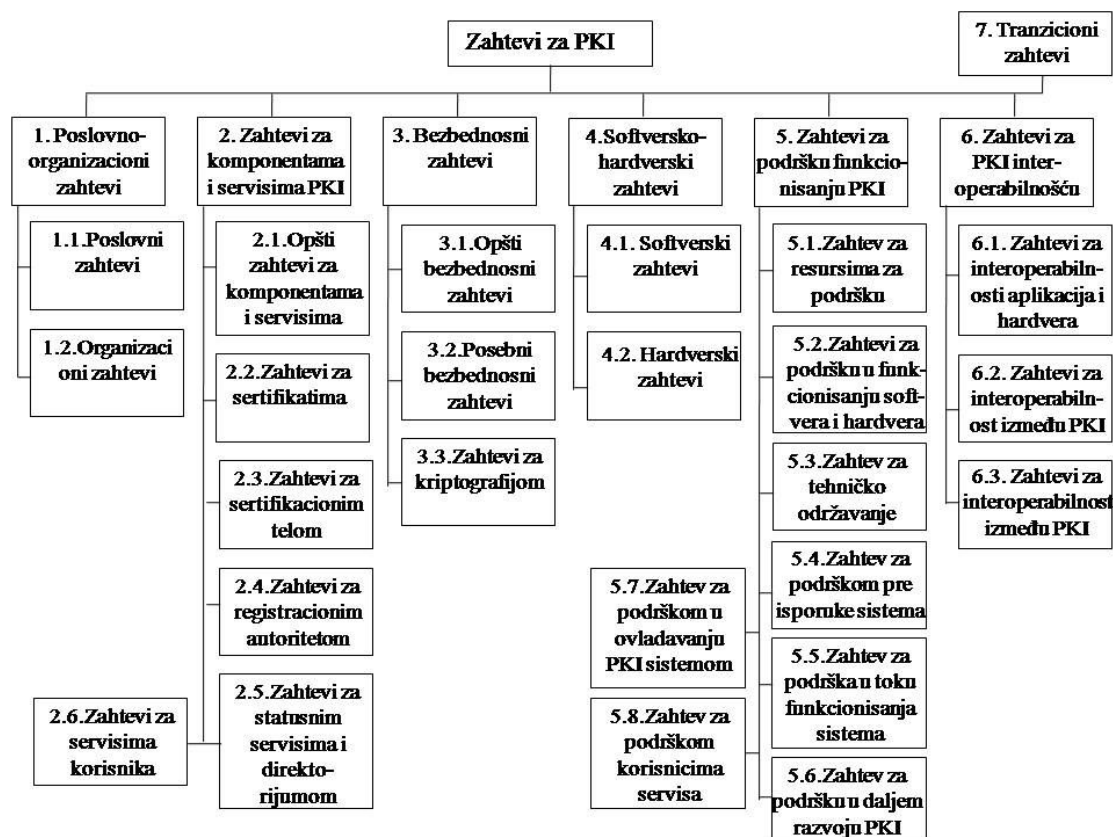 Zahtevi za PKI
7. Tranzicioni
zahtevi
1. Poslovno-
organizacioni
zahtevi
2. Zahtevi za
komponentama
i servisima PKI
3. Bezbednosni
zahtevi
4.Softversko-
hardverski
zahtevi
5. Zahtevi za
podršku funkcio-
nisanju PKI
6. Zahtevi za
PKI inter-
operabilnošću
1.1.Poslovni
zahtevi
1.2.Organizaci
oni zahtevi
2.1.Opšti
zahtevi za
komponentama
i servisima
2.2.Zahtevi za
sertifikatima
2.3.Zahtevi za
sertifikacionim
telom
2.4.Zahtevi za
registracionim
autoritetom
2.5.Zahtevi za
statusnim
servisima i
direkto-
rijumom
2.6.Zahtevi za
servisima
korisnika
3.1.Opšti
bezbednosni
zahtevi
3.2.Posebni
bezbednosni
zahtevi
3.3.Zahtevi za
kriptografijom
4.1. Softverski
zahtevi
4.2. Hardverski
zahtevi
5.1.Zahtev za
resursima za
podršku
5.2.Zahtevi za
podršku u funk-
cionisanju soft-
vera i hardvera
5.3.Zahtev za
tehničko
održavanje
5.4.Zahtev za
podrškom pre
isporuke sistema
5.5.Zahtev za
podrška u toku
funkcionisanja
sistema
5.6.Zahtev za
podršku u daljem
razvoju PKI
5.7.Zahtev za
podrškom u
ovladavanju
PKI sistemom
5.8.Zahtev za
podrškom
korisnicima
servisa
6.1. Zahtevi za
interoperabiln-
osti aplikacija i
hardvera
6.2. Zahtevi za
interoperabiln-
ost između PKI
6.3. Zahtevi za
interoperabilnost
između PKI